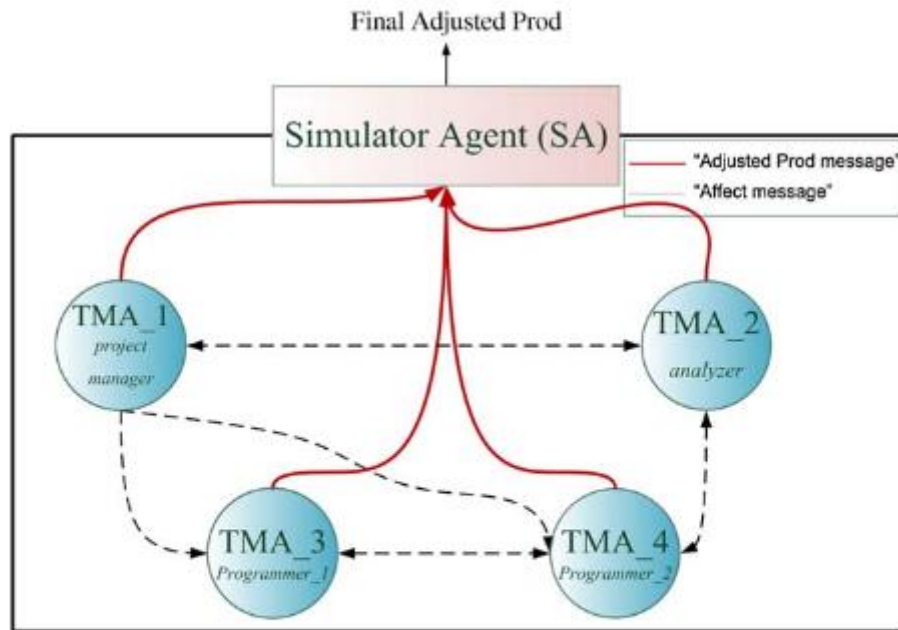 Final Adjusted Prod
Simulator Agent (SA)
"Adjusted Prod message"
"Affect message"
TMA_1
project
manager
TMA_2
analyzer
TMA_3
Programmer_1
TMA_4
Programmer_2